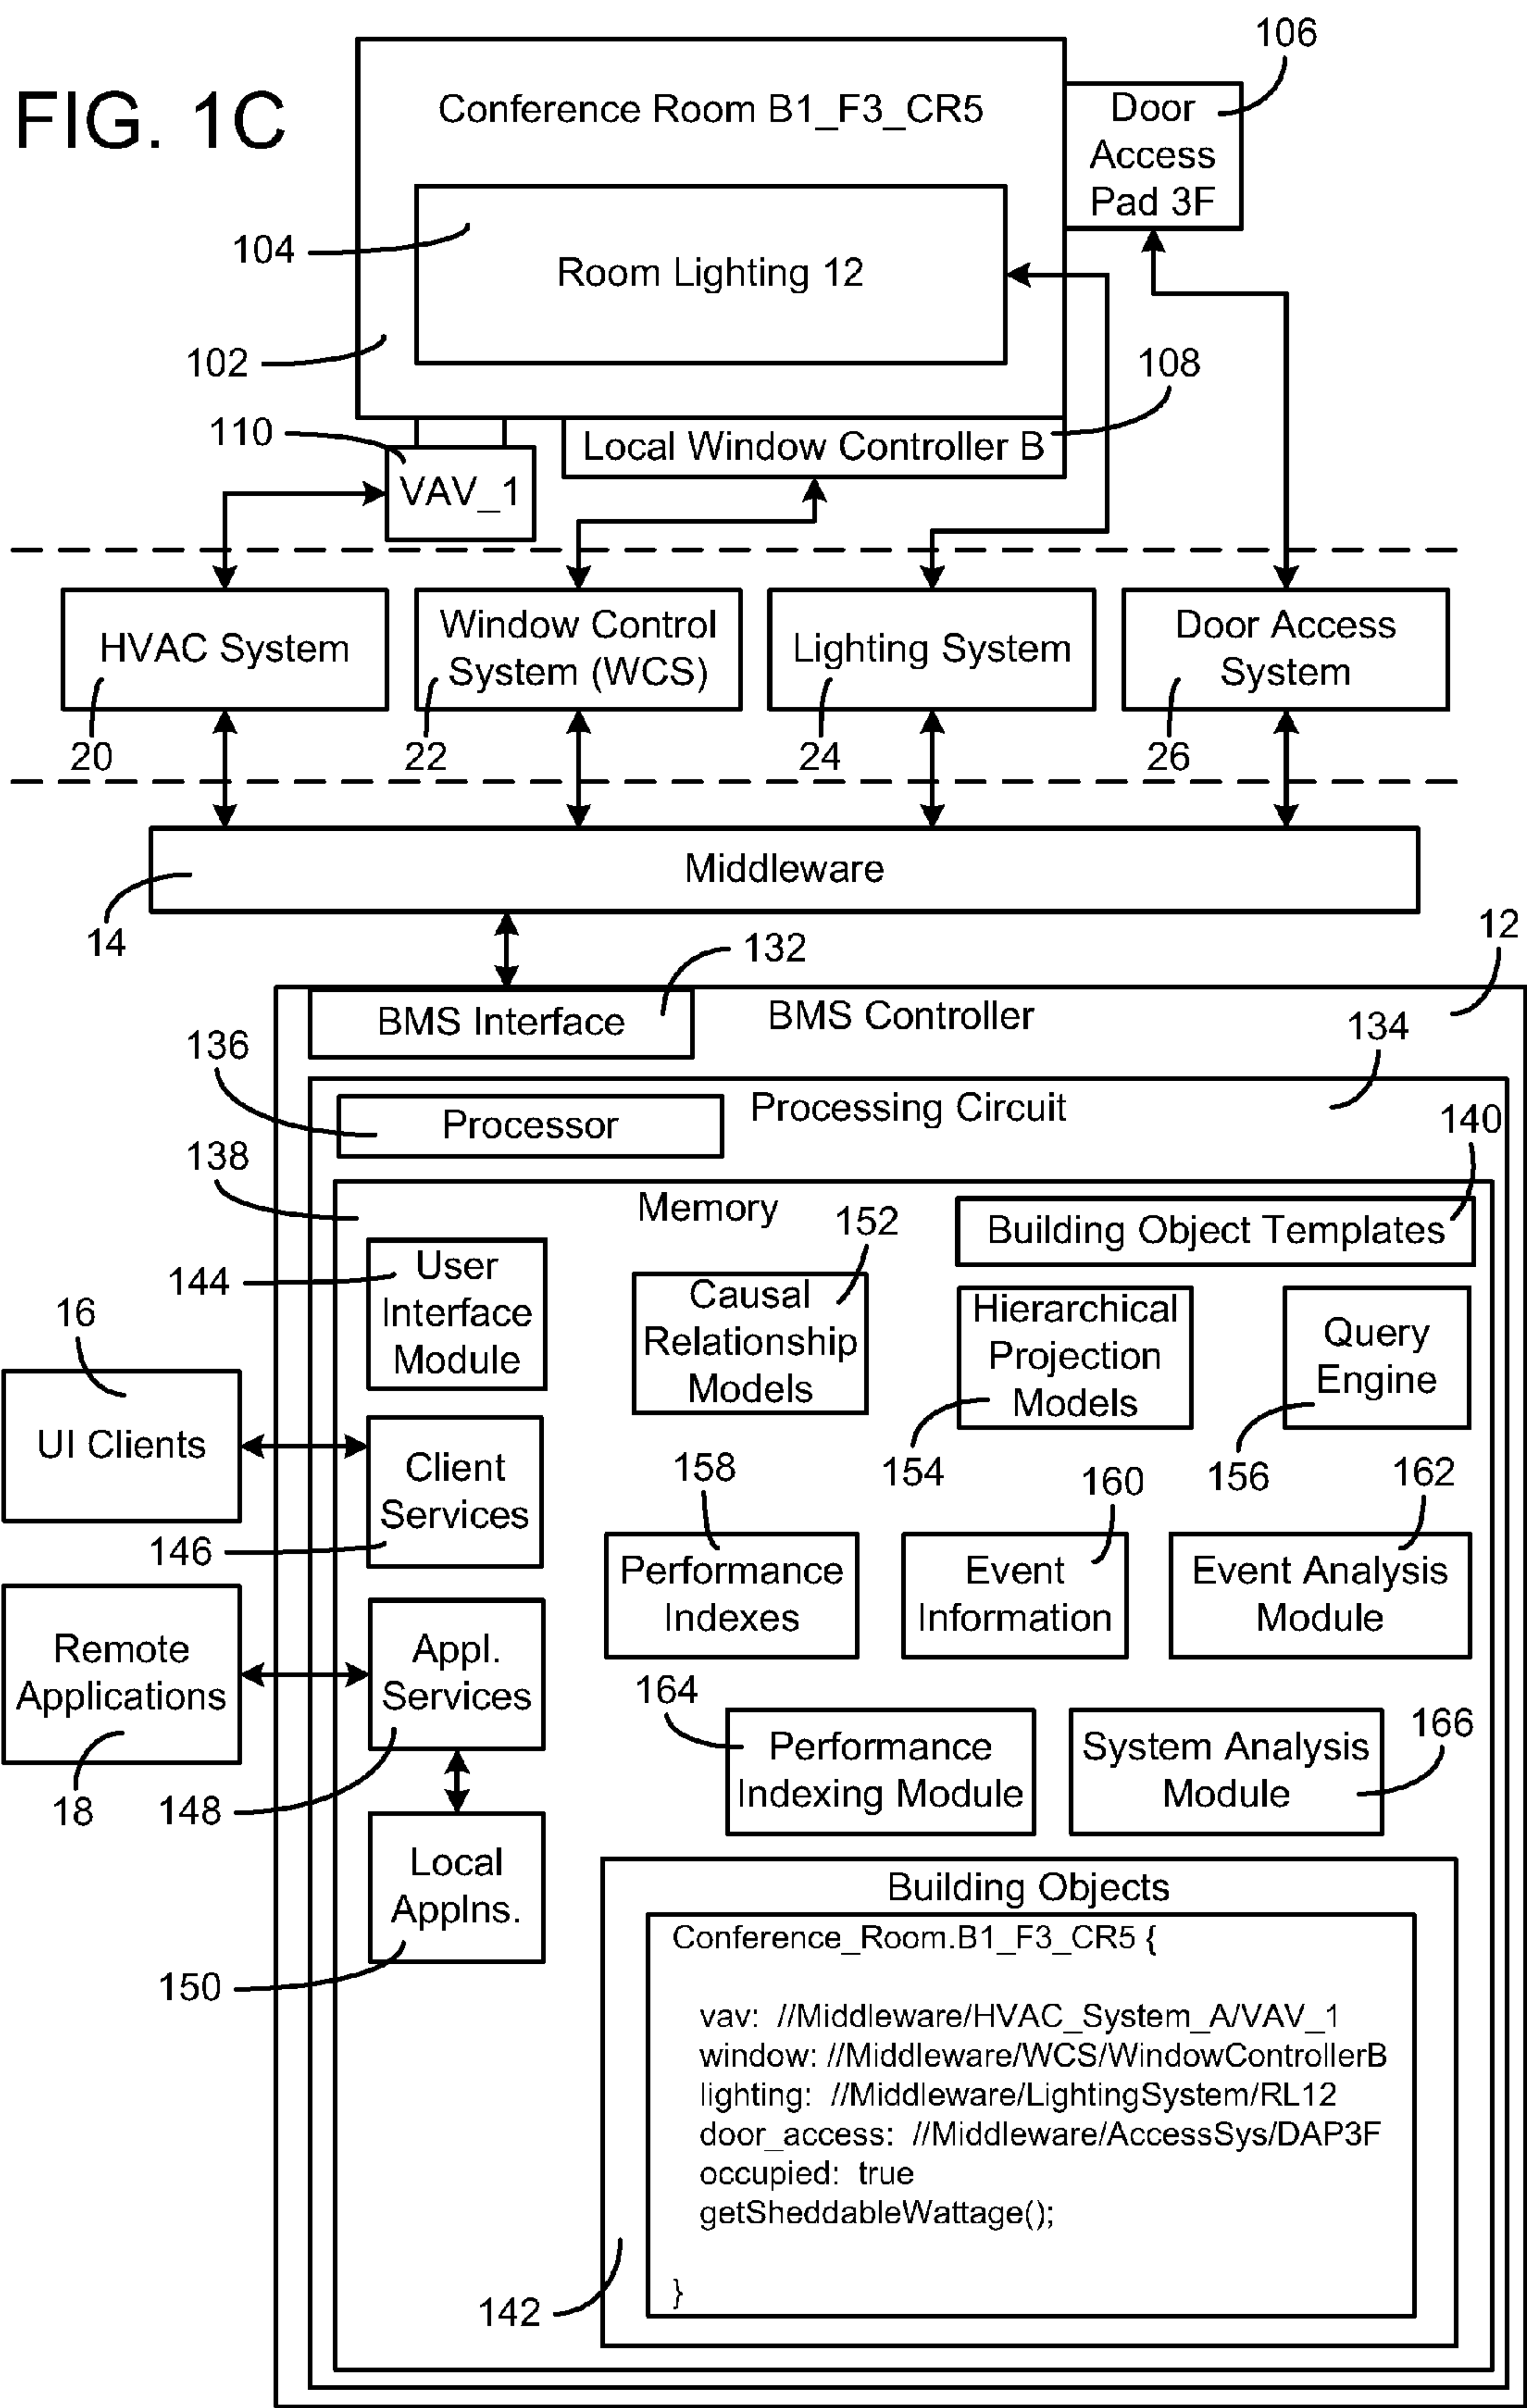 FIG. 1C
106
Conference Room B1_F3_CR5
Door
Access
Pad 3F
104
Room Lighting 12
102
108
110
Local Window Controller B
VAV_1
HVAC System
Window Control
System (WCS)
Lighting System
Door Access
System
20
22
24
26
Middleware
14
12
132
BMS Interface
BMS Controller
134
136
Processor
Processing Circuit
140
138
Memory
152
Building Object Templates
144
User
Interface
Module
Causal
Relationship
Models
Hierarchical
Projection
Models
Query
Engine
16
UI Clients
Client
Services
154
156
158
160
162
146
Performance
Indexes
Event
Information
Event Analysis
Module
Remote
Applications
Appl.
Services
164
166
Performance
Indexing Module
System Analysis
Module
18
148
Local
Applns.
150
Building Objects
Conference_Room.B1_F3_CR5 {
vav: //Middleware/HVAC_System_A/VAV_1
window: //Middleware/WCS/WindowControllerB
lighting: //Middleware/LightingSystem/RL12
door_access: //Middleware/AccessSys/DAP3F
occupied: true
getSheddableWattage();
}
142